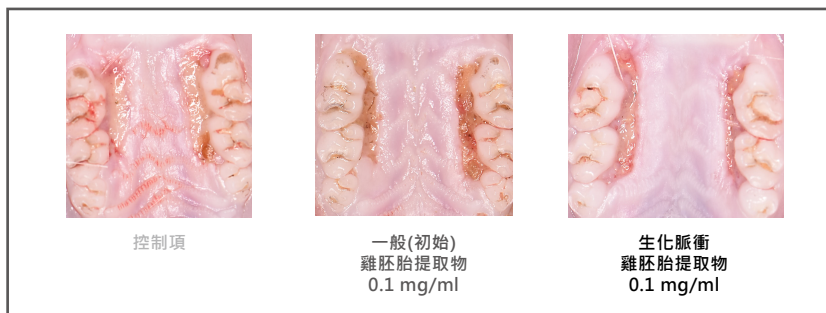 控制項
一般(初始)
雞胚胎提取物
0.1 mg/ml
生化脈衝
雞胚胎提取物
0.1 mg/ml